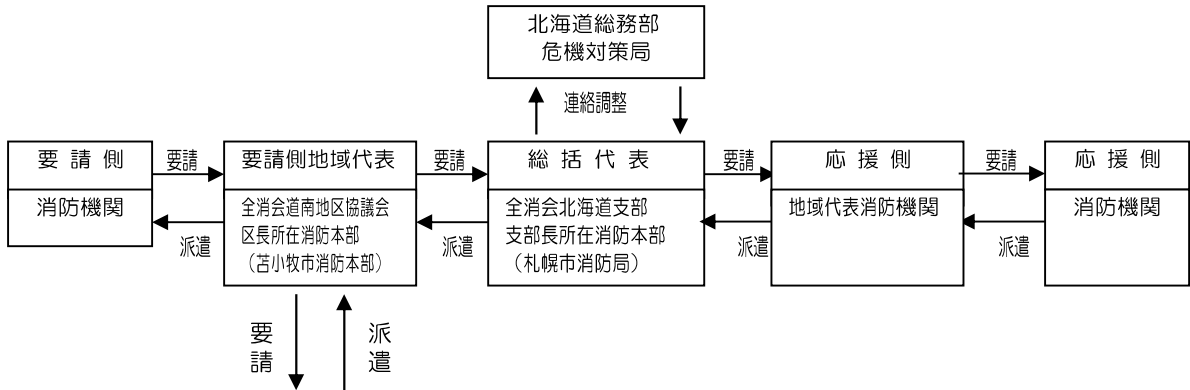 北海道総務部
危機対策局
連絡調整
要 請 側
要請
要請側地域代表
要請
総 括 代 表
要請
応 援 側
要請
応 援 側
消防機関
派遣
全消会道南地区協議会
区長所在消防本部
（苫小牧市消防本部）
派遣
全消会北海道支部
支部長所在消防本部
（札幌市消防局）
派遣
地域代表消防機関
派遣
消防機関
要請
派遣